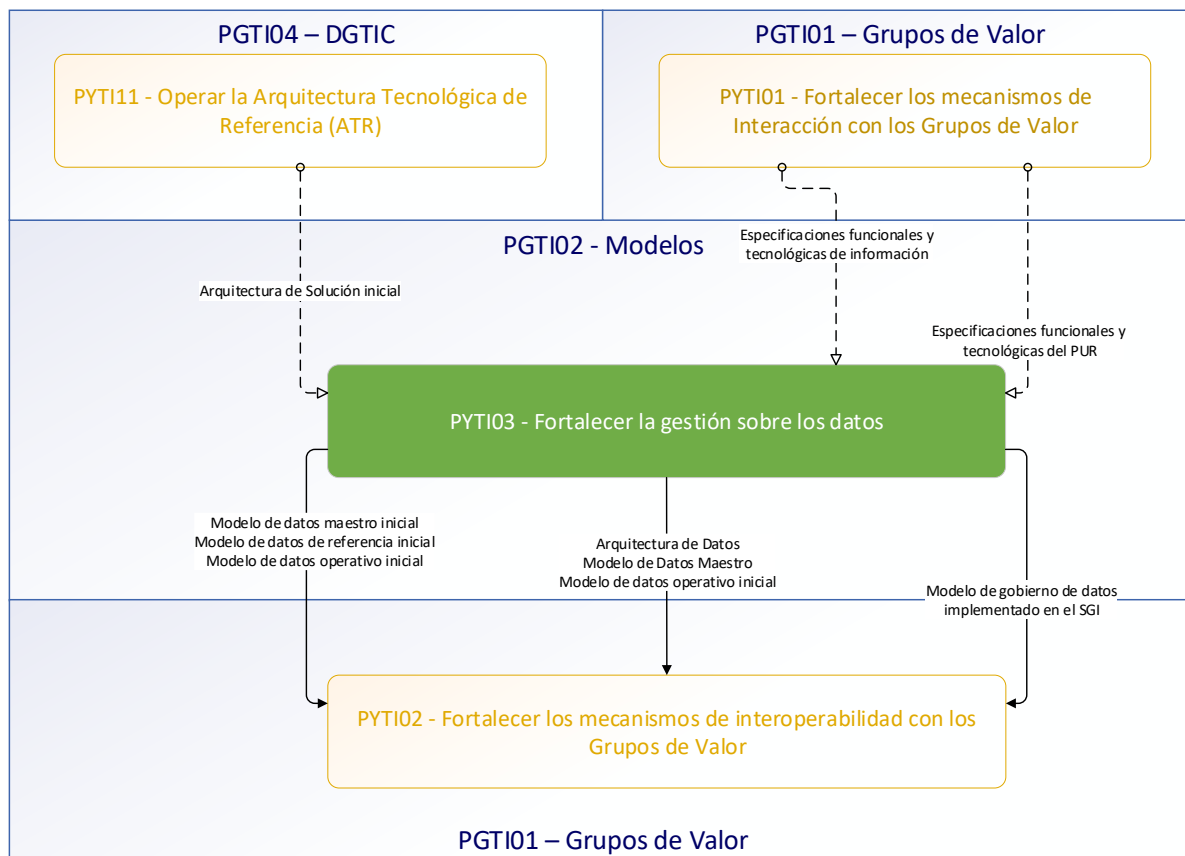 PGTI04 – DGTIC
PGTI01 – Grupos de Valor
PYTI11 - Operar la Arquitectura Tecnológica de
Referencia (ATR)
PYTI01 - Fortalecer los mecanismos de
Interacción con los Grupos de Valor
PGTI02 - Modelos
Especificaciones funcionales y
tecnológicas de información
Arquitectura de Solución inicial
Especificaciones funcionales y
tecnológicas del PUR
PYTI03 - Fortalecer la gestión sobre los datos
Modelo de datos maestro inicial
Modelo de datos de referencia inicial
Modelo de datos operativo inicial
Arquitectura de Datos
Modelo de Datos Maestro
Modelo de datos operativo inicial
Modelo de gobierno de datos
implementado en el SGI
PYTI02 - Fortalecer los mecanismos de interoperabilidad con los
Grupos de Valor
PGTI01 – Grupos de Valor